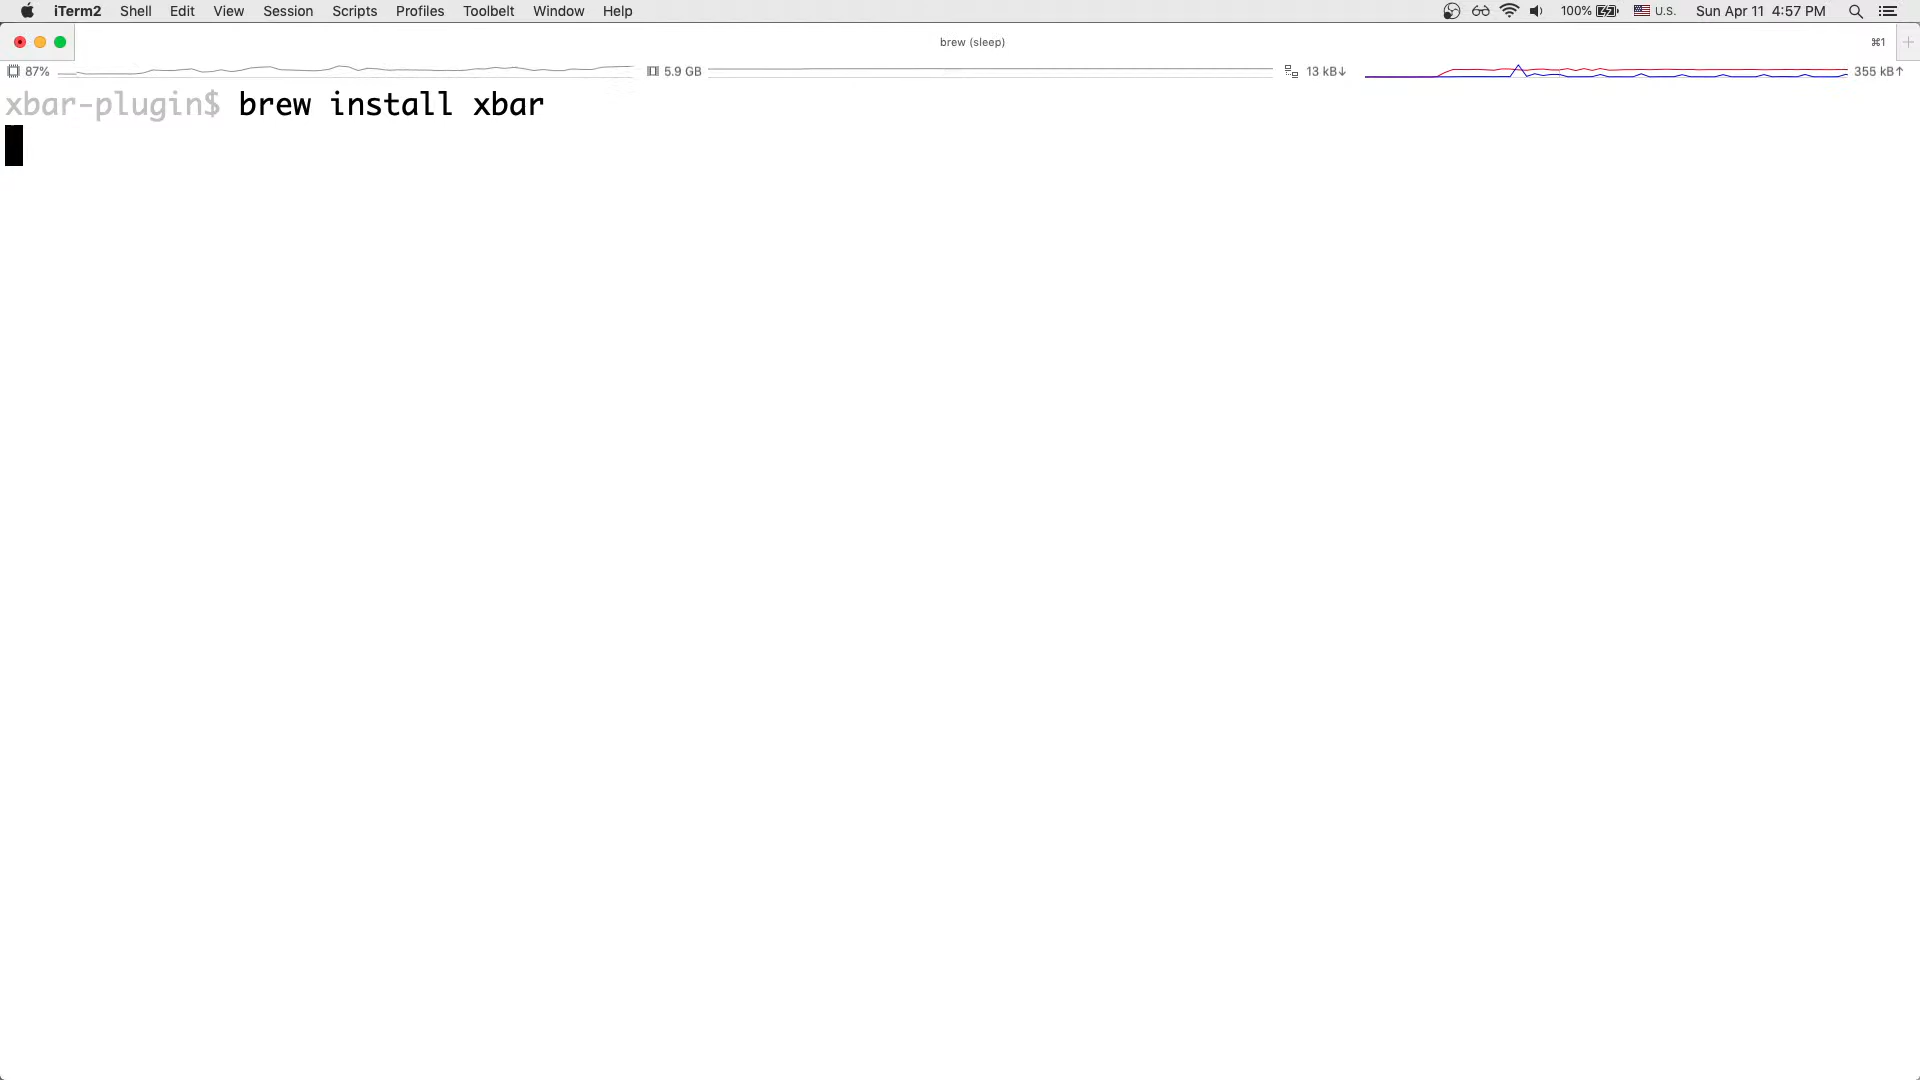 iTerm2 Shell Edit View Session Scripts Profiles Toolbelt Window Help 100% U.S. Sun Apr 11 4:57 PM
brew (sleep) ⌘1
87% 5.9 GB 13 kB↓ 355 kB↑
xbar-plugin$ brew install xbar